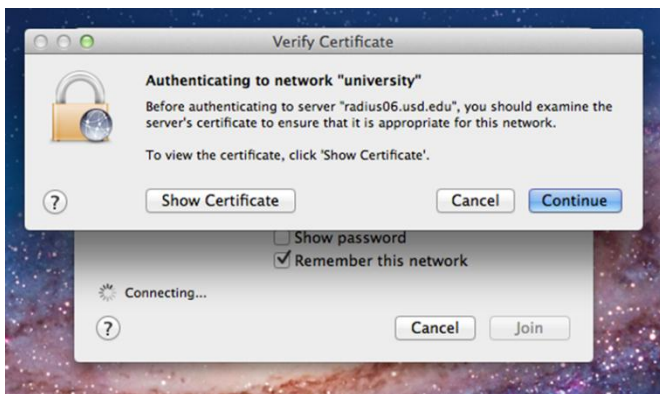 Verify Certificate
Authenticating to network "university"
Before authenticating to server "radius06.usd.edu", you should examine the
server's certificate to ensure that it is appropriate for this network.
To view the certificate, click 'Show Certificate'.
?
Show Certificate
Cancel
Continue
Show password
Remember this network
Connecting...
?
Cancel
Join